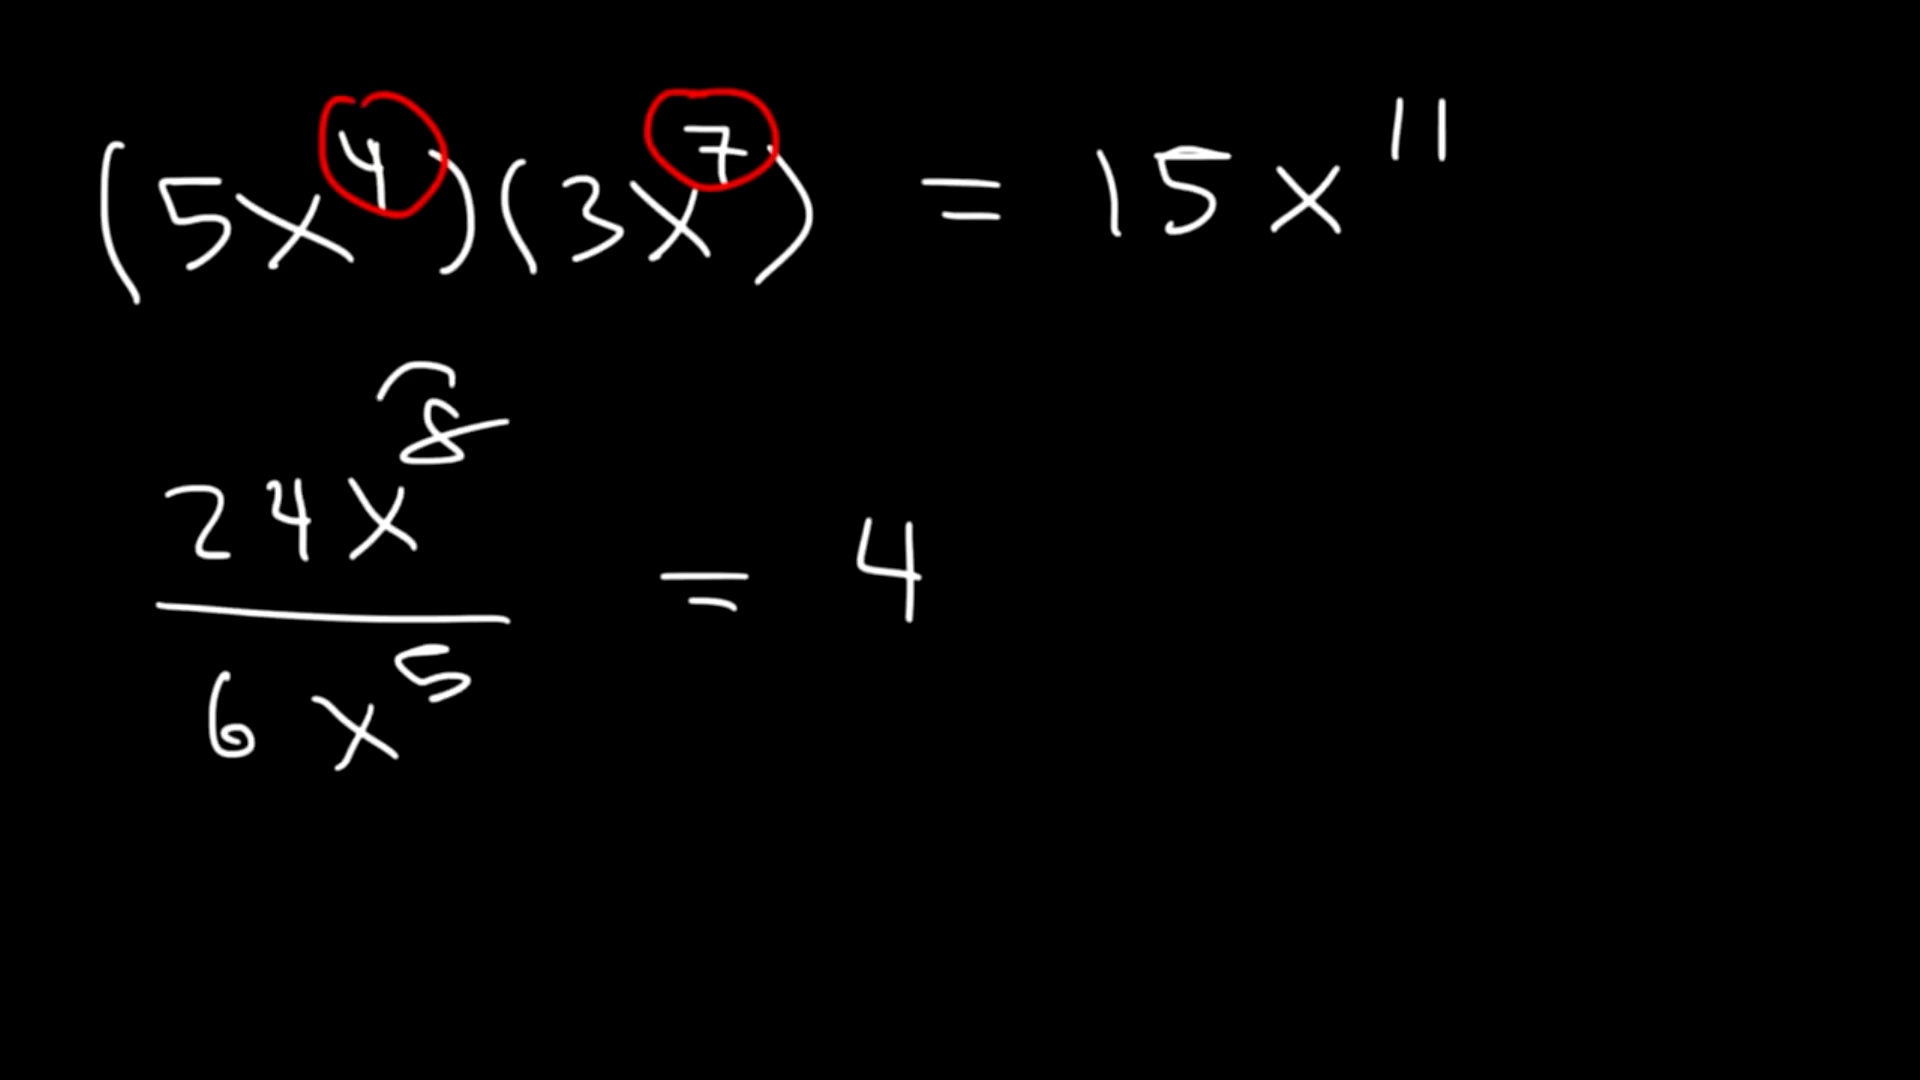 (5x⁴)(3x⁷) = 15x¹¹
24x⁸ / 6x⁵ = 4